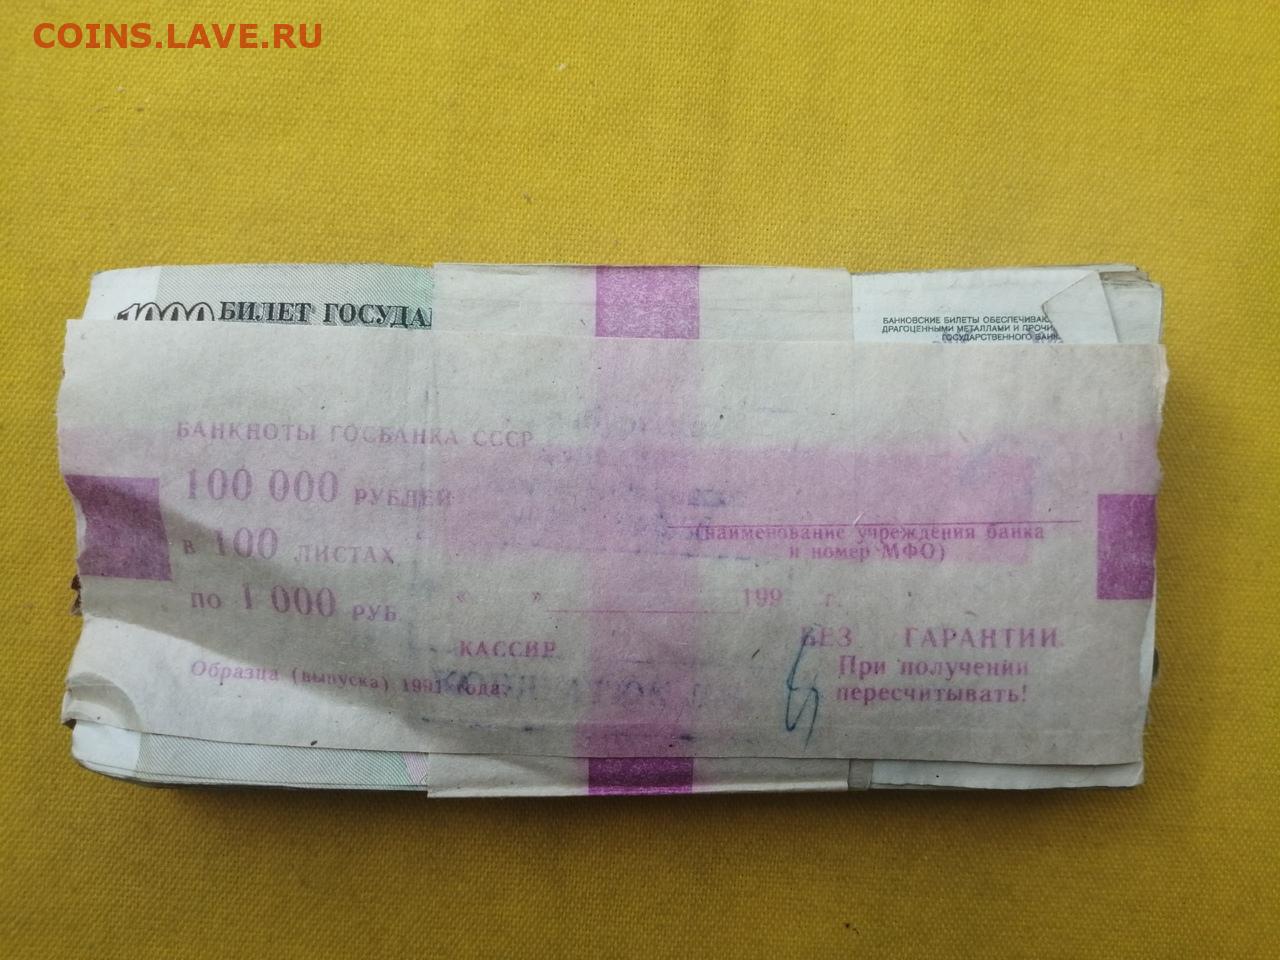 COINS.LAVE.RU
1000 БИЛЕТ ГОСУДА
БАНКОВСКИЕ БИЛЕТЫ ОБЕСПЕЧИВАЮ
ДРАГОЦЕННЫМИ МЕТАЛЛАМИ И ПРОЧИ
ГОСУДАРСТВЕННОГО БАНК
БАНКНОТЫ ГОСБАНКА СССР
100 000 РУБЛЕЙ
в 100 ЛИСТАХ
ПО 1 000 РУБ
(наименование учреждения банка
и номер МФО)
« » 199 г.
КАССИР
Образца (выпуска) 1991 года.
БЕЗ ГАРАНТИИ.
При получении
пересчитывать!